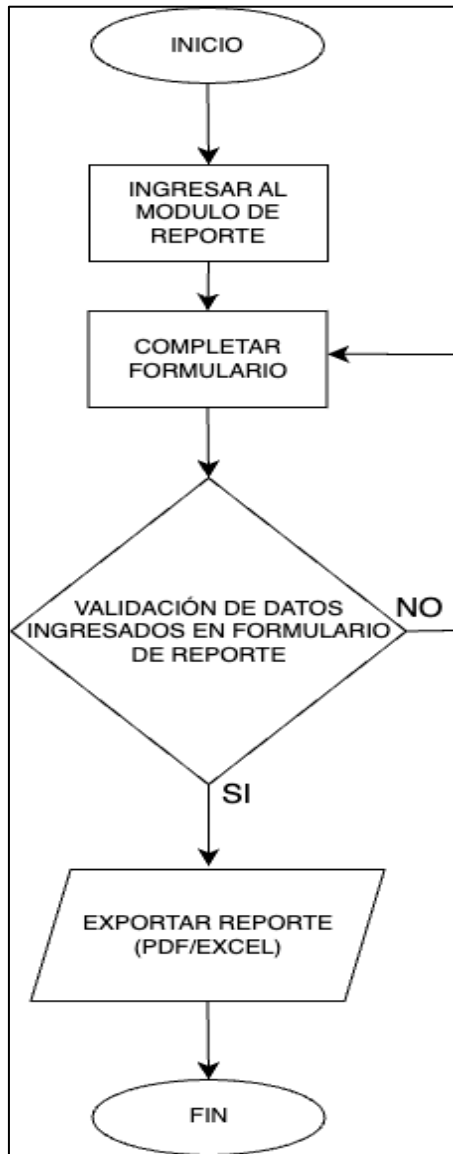 INICIO
INGRESAR AL
MODULO DE
REPORTE
COMPLETAR
FORMULARIO
VALIDACIÓN DE DATOS
INGRESADOS EN FORMULARIO
DE REPORTE
NO
SI
EXPORTAR REPORTE
(PDF/EXCEL)
FIN